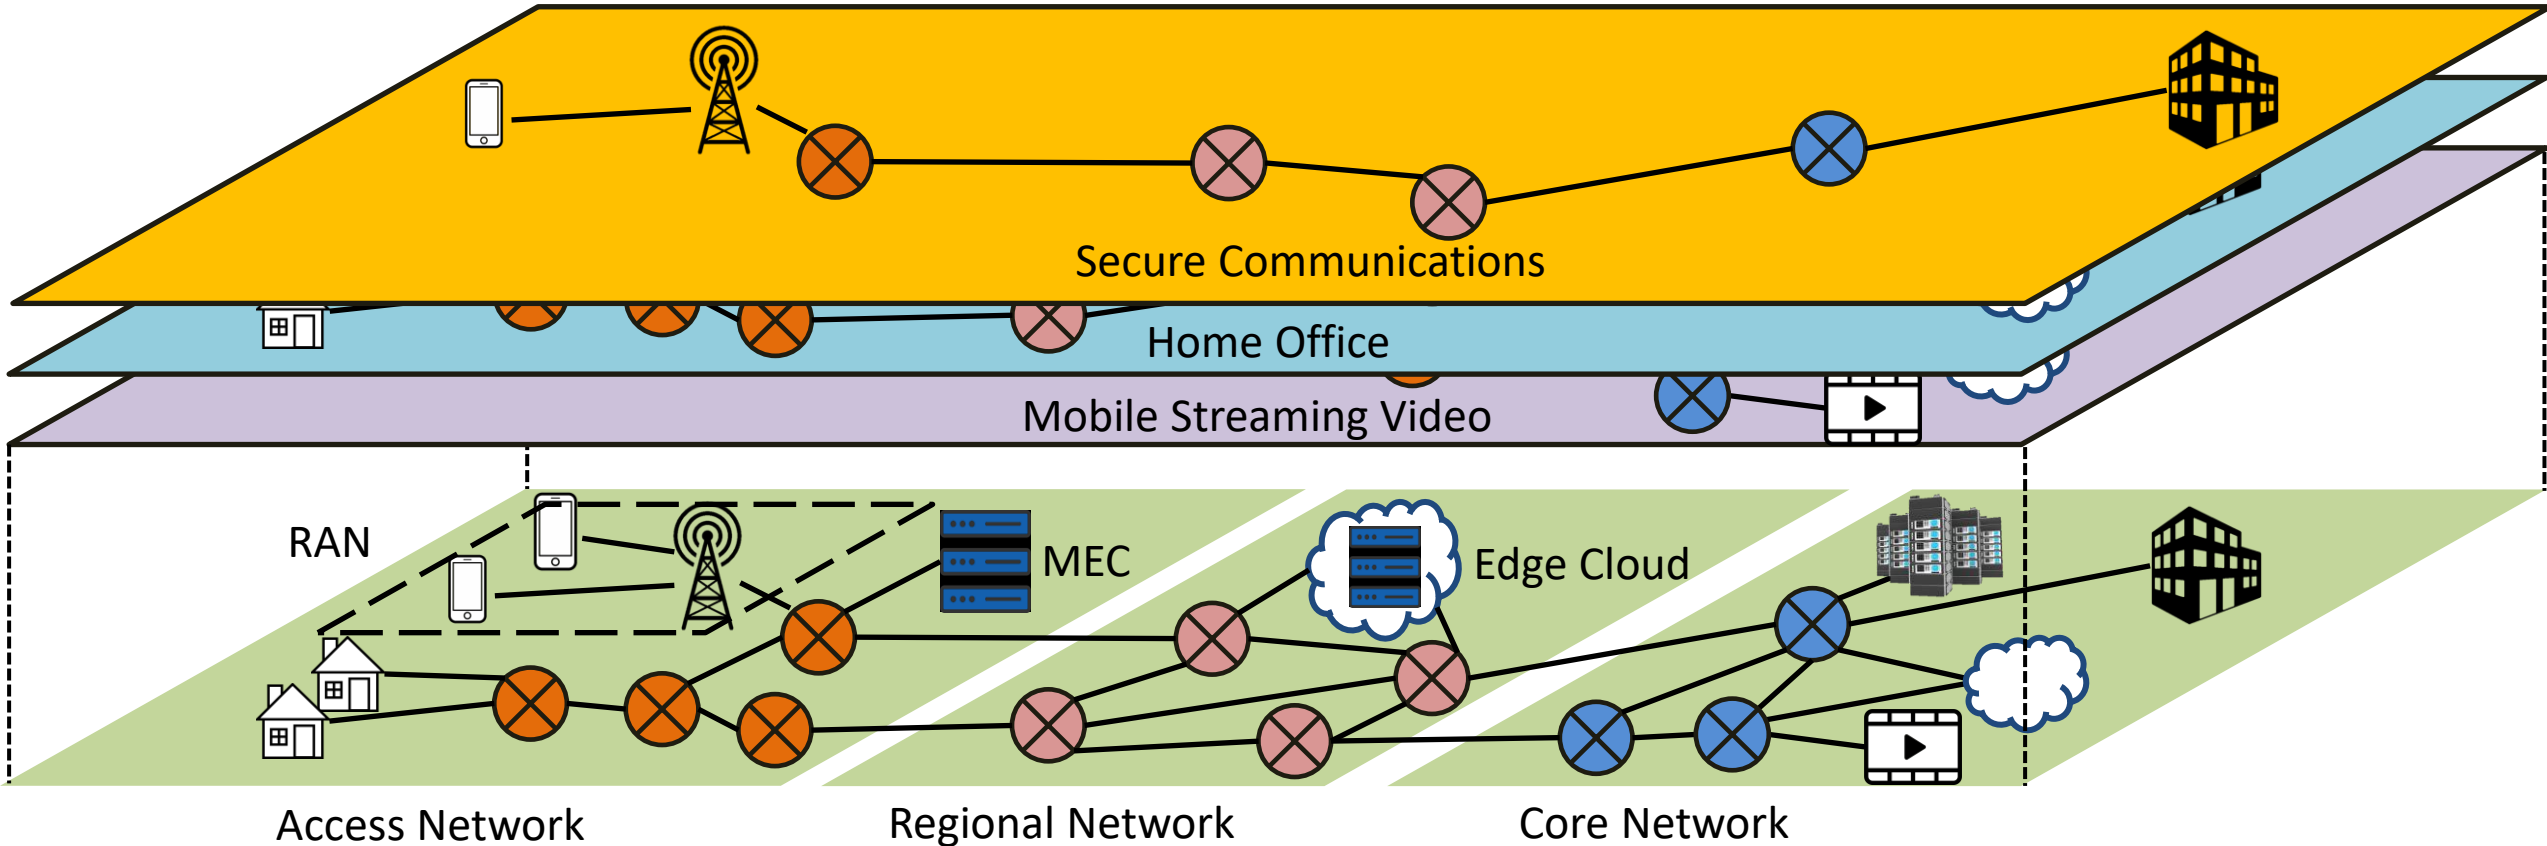 Secure Communications
Home Office
Mobile Streaming Video
RAN
MEC
Edge Cloud
Access Network
Regional Network
Core Network